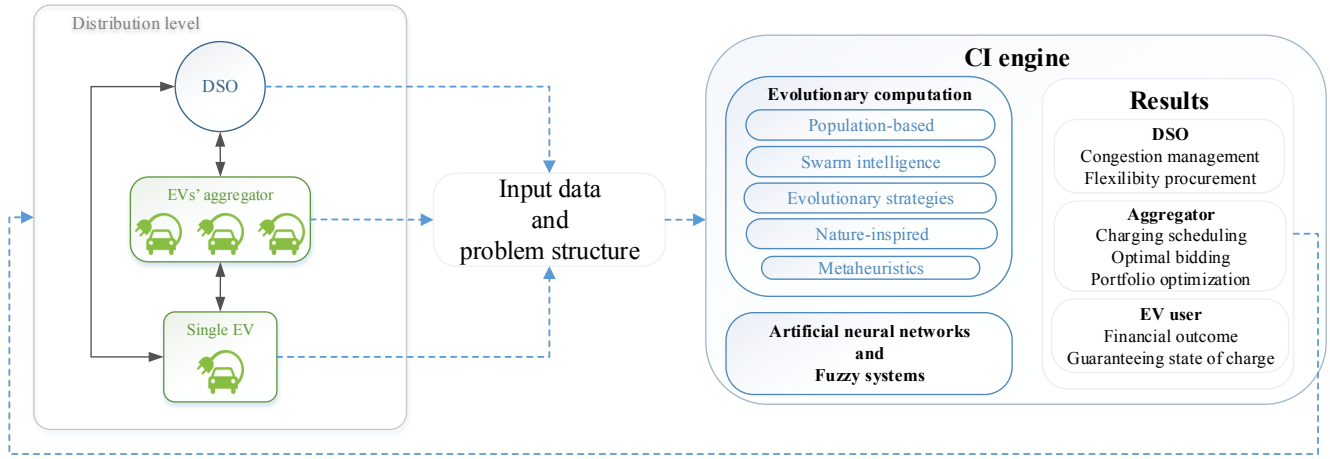 Distribution level
DSO
EVs' aggregator
Single EV
Input data
and
problem structure
CI engine
Evolutionary computation
Population-based
Swarm intelligence
Evolutionary strategies
Nature-inspired
Metaheuristics
Artificial neural networks
and
Fuzzy systems
Results
DSO
Congestion management
Flexilibity procurement
Aggregator
Charging scheduling
Optimal bidding
Portfolio optimization
EV user
Financial outcome
Guaranteeing state of charge